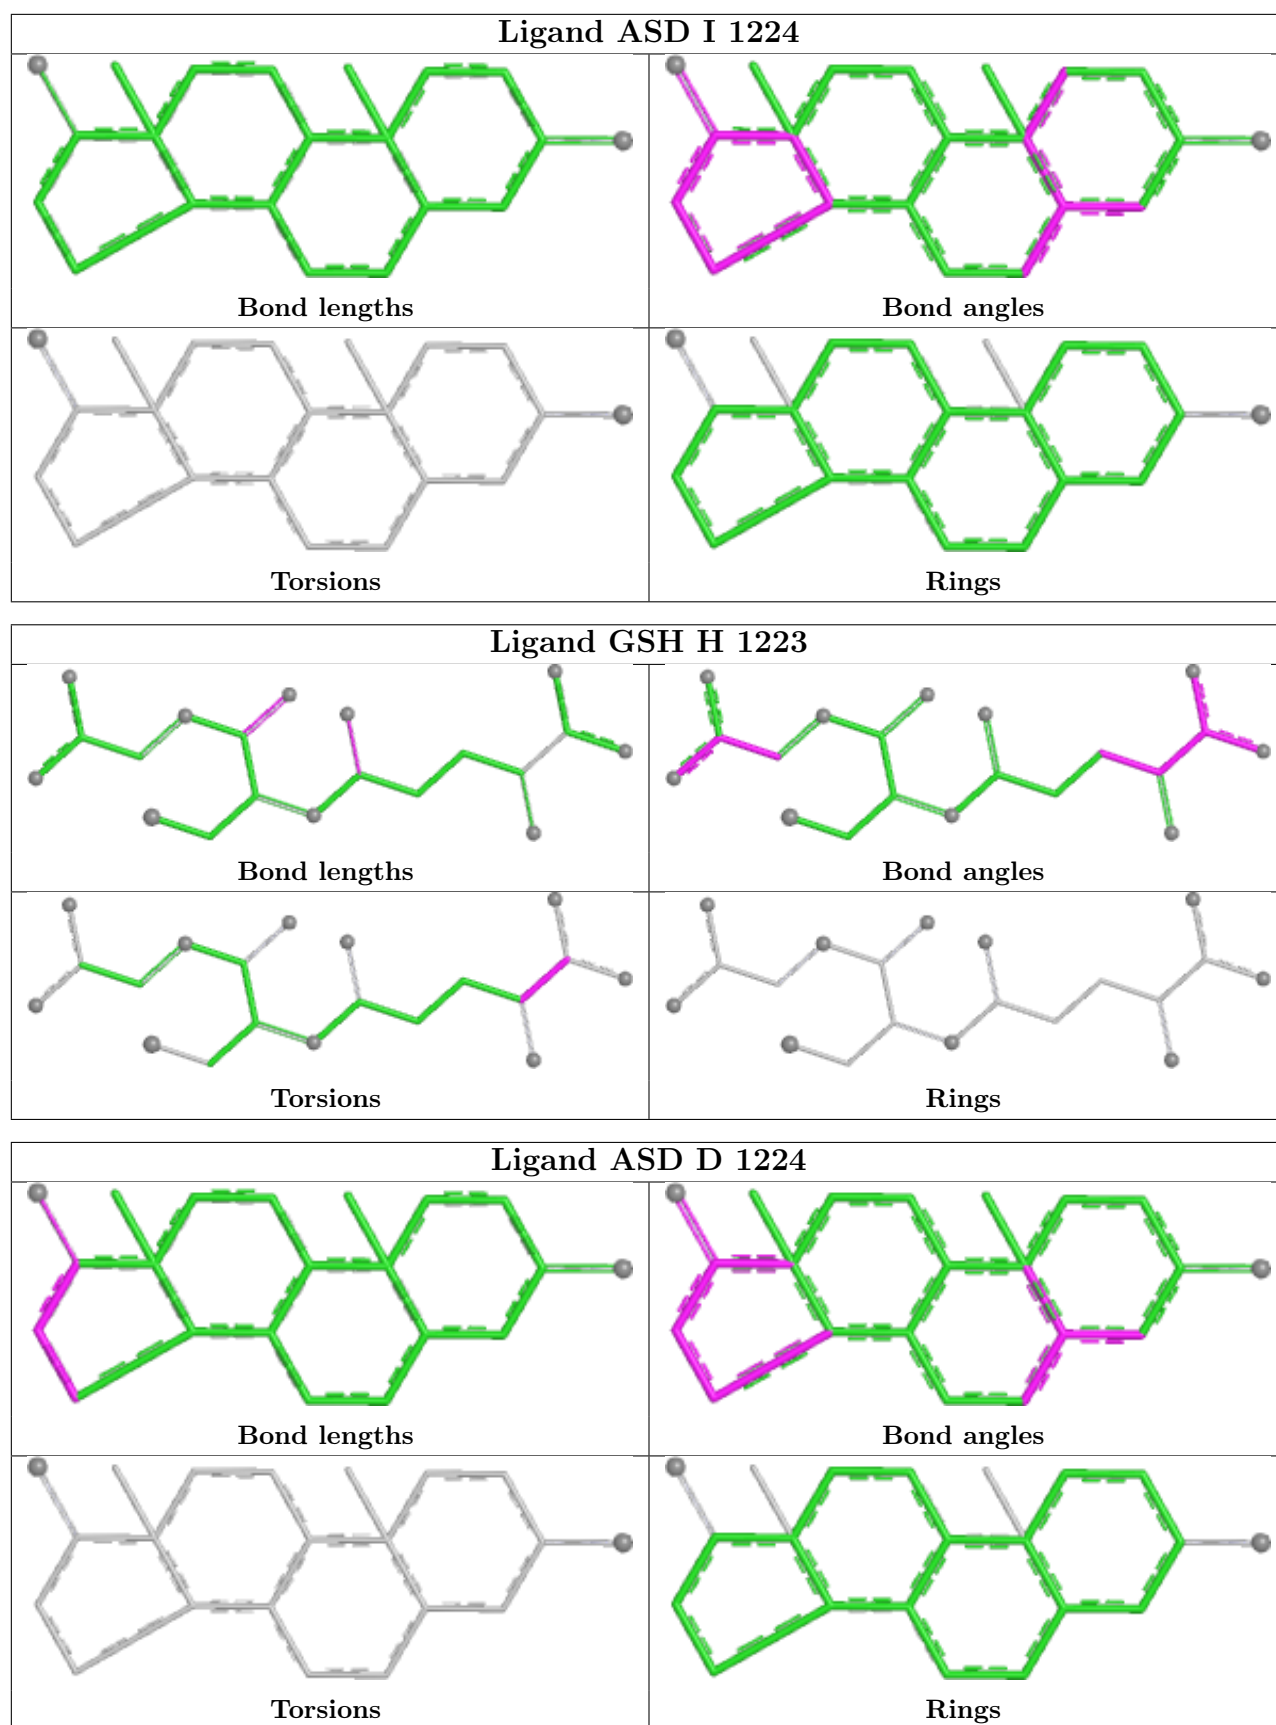 Ligand ASD I 1224
Bond lengths
Bond angles
Torsions
Rings
Ligand GSH H 1223
Bond lengths
Bond angles
Torsions
Rings
Ligand ASD D 1224
Bond lengths
Bond angles
Torsions
Rings